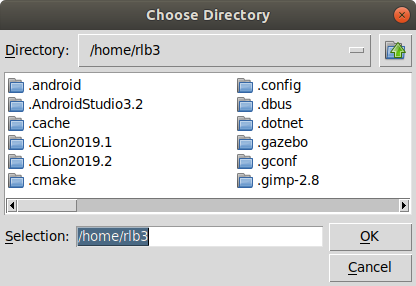 Choose Directory
Directory: /home/rlb3
.android
.AndroidStudio3.2
.cache
.CLion2019.1
.CLion2019.2
.cmake
.config
.dbus
.dotnet
.gazebo
.gconf
.gimp-2.8
Selection: /home/rlb3
OK
Cancel